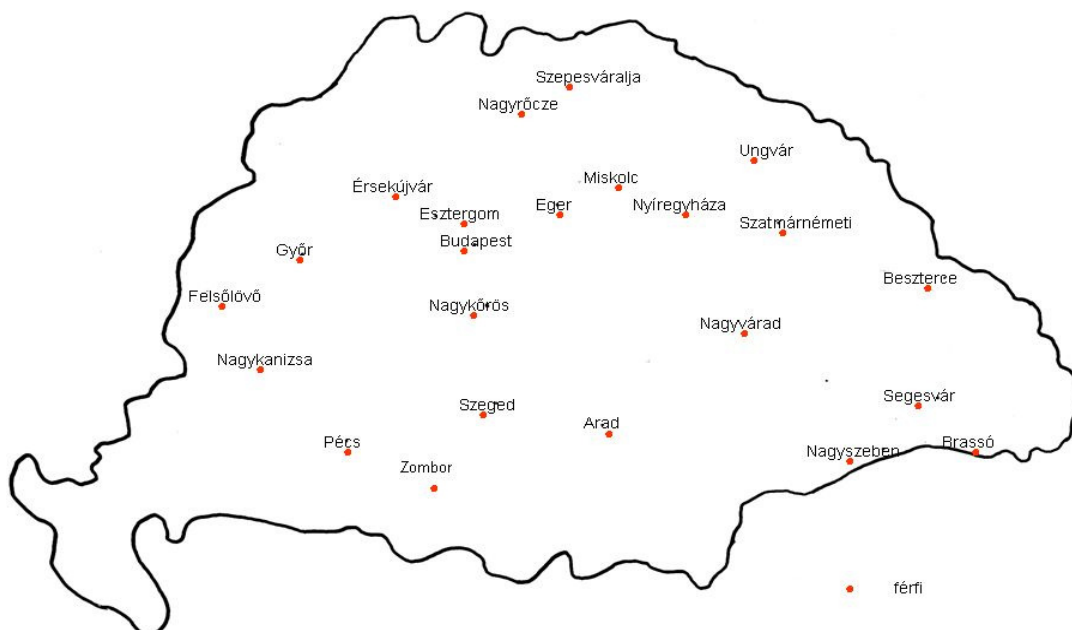 Szepesváralja
Nagyrőcze
Ungvár
Miskolc
Érsekújvár
Eger
Nyíregyháza
Esztergom
Szatmárnémeti
Budapest
Győr
Beszterce
Felsőlövő
Nagykőrös
Nagyvárad
Nagykanizsa
Segesvár
Szeged
Arad
Pécs
Brassó
Nagyszeben
Zombor
férfi